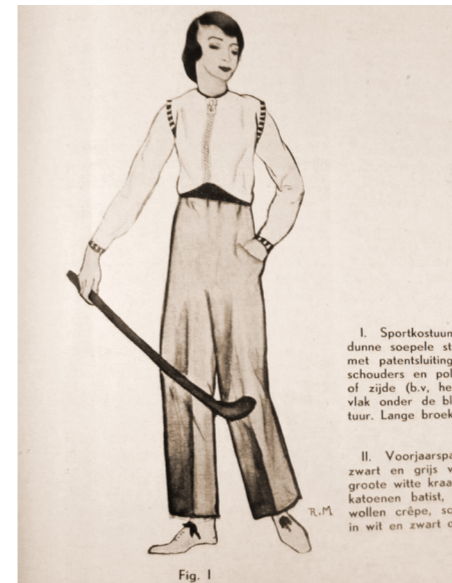 I. Sportkostuum
dunne soepele st
met patentsluiting
schouders en pol
of zijde (b.v, he
vlak onder de bl
tuur. Lange broek
II. Voorjaarspa
zwart en grijs v
groote witte kraa
katoenen batist,
wollen crêpe, sc
in wit en zwart c
R.M
Fig. I